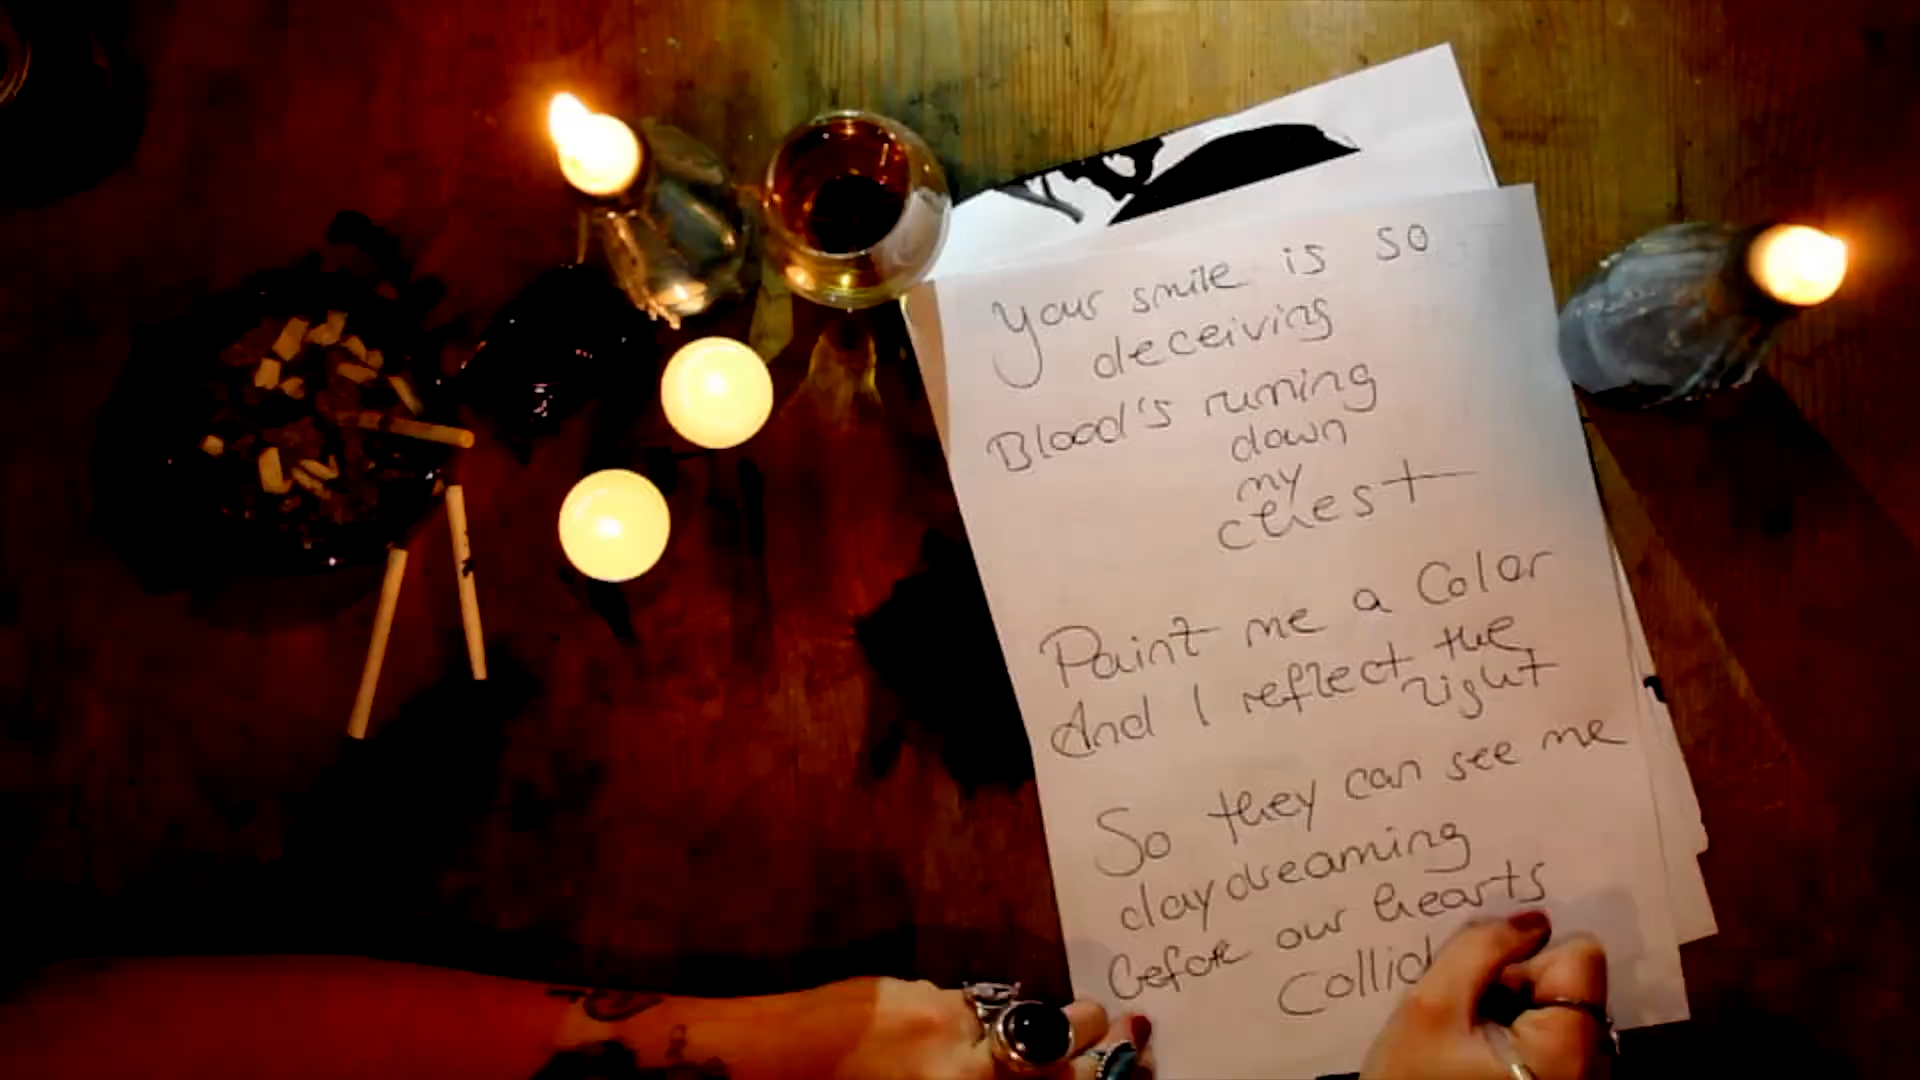 Your smile is so
deceiving
Blood's running
down
my
chest
Paint me a Color
And I reflect the
right
So they can see me
daydreaming
before our hearts
Collid